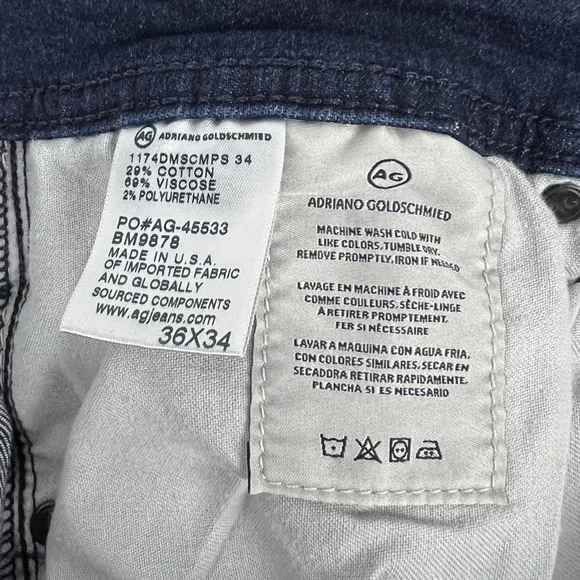 AG ADRIANO GOLDSCHMIED
1174DMSCMPS 34
29% COTTON
69% VISCOSE
2% POLYURETHANE
PO#AG-45533
BM9878
MADE IN U.S.A.
OF IMPORTED FABRIC
AND GLOBALLY
SOURCED COMPONENTS
www.agjeans.com
36X34
AG
ADRIANO GOLDSCHMIED
MACHINE WASH COLD WITH
LIKE COLORS, TUMBLE DRY,
REMOVE PROMPTLY, IRON IF NEEDED
LAVAGE EN MACHINE À FROID AVEC
COMME COULEURS, SÈCHE-LINGE
À RETIRER PROMPTEMENT,
FER SI NÉCESSAIRE
LAVAR A MAQUINA CON AGUA FRIA,
CON COLORES SIMILARES, SECAR EN
SECADORA RETIRAR RAPIDAMENTE,
PLANCHA SI ES NECESSARIO